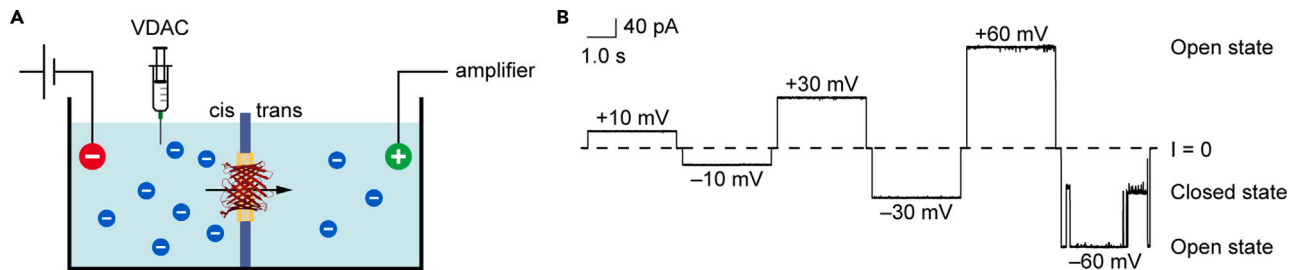 A
VDAC
cis trans
amplifier
−
+
−
−
−
−
−
−
−
−
−
−
−
B
40 pA
1.0 s
+10 mV
−10 mV
+30 mV
−30 mV
+60 mV
−60 mV
Open state
I = 0
Closed state
Open state